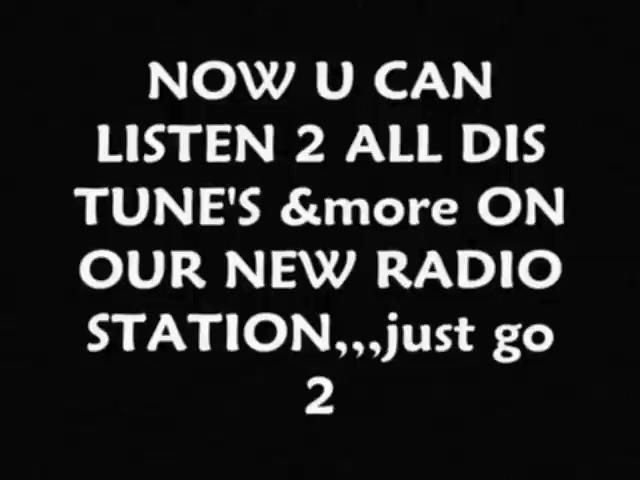 NOW U CAN
LISTEN 2 ALL DIS
TUNE'S &more ON
OUR NEW RADIO
STATION,,,just go
2